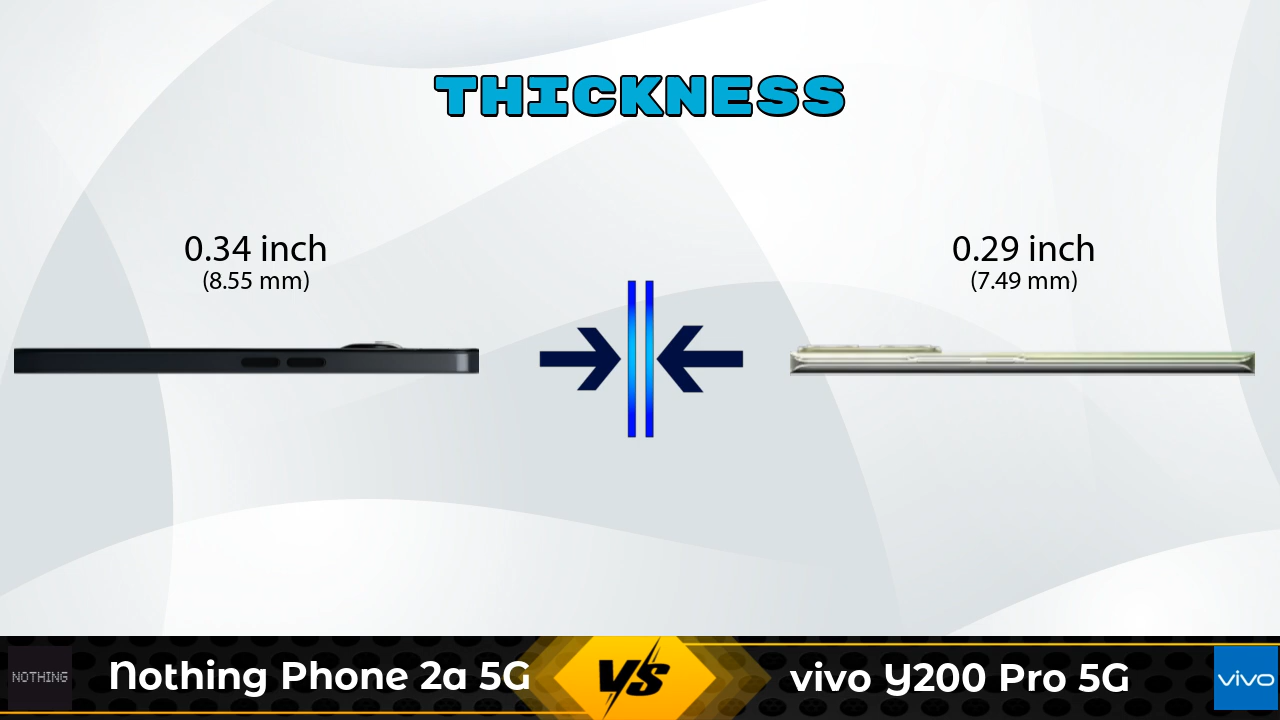 THICKNESS
0.34 inch
(8.55 mm)
0.29 inch
(7.49 mm)
NOTHING
Nothing Phone 2a 5G
VS
vivo Y200 Pro 5G
vivo